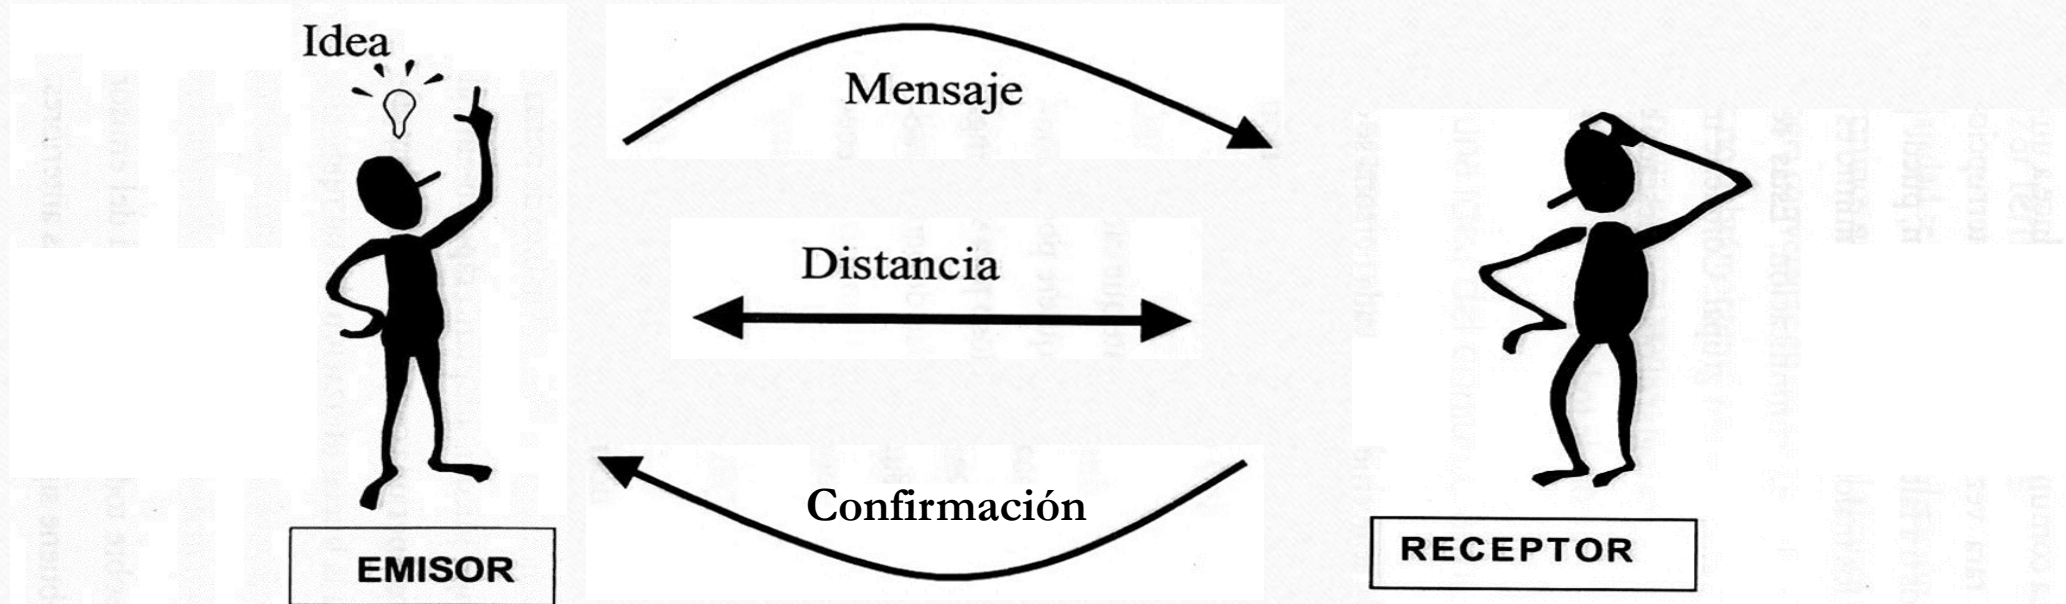 Idea
Mensaje
Distancia
Confirmación
EMISOR
RECEPTOR